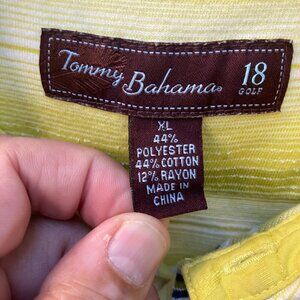 Tommy Bahama® 18
GOLF
XL
44%
POLYESTER
44% COTTON
12% RAYON
MADE IN
CHINA